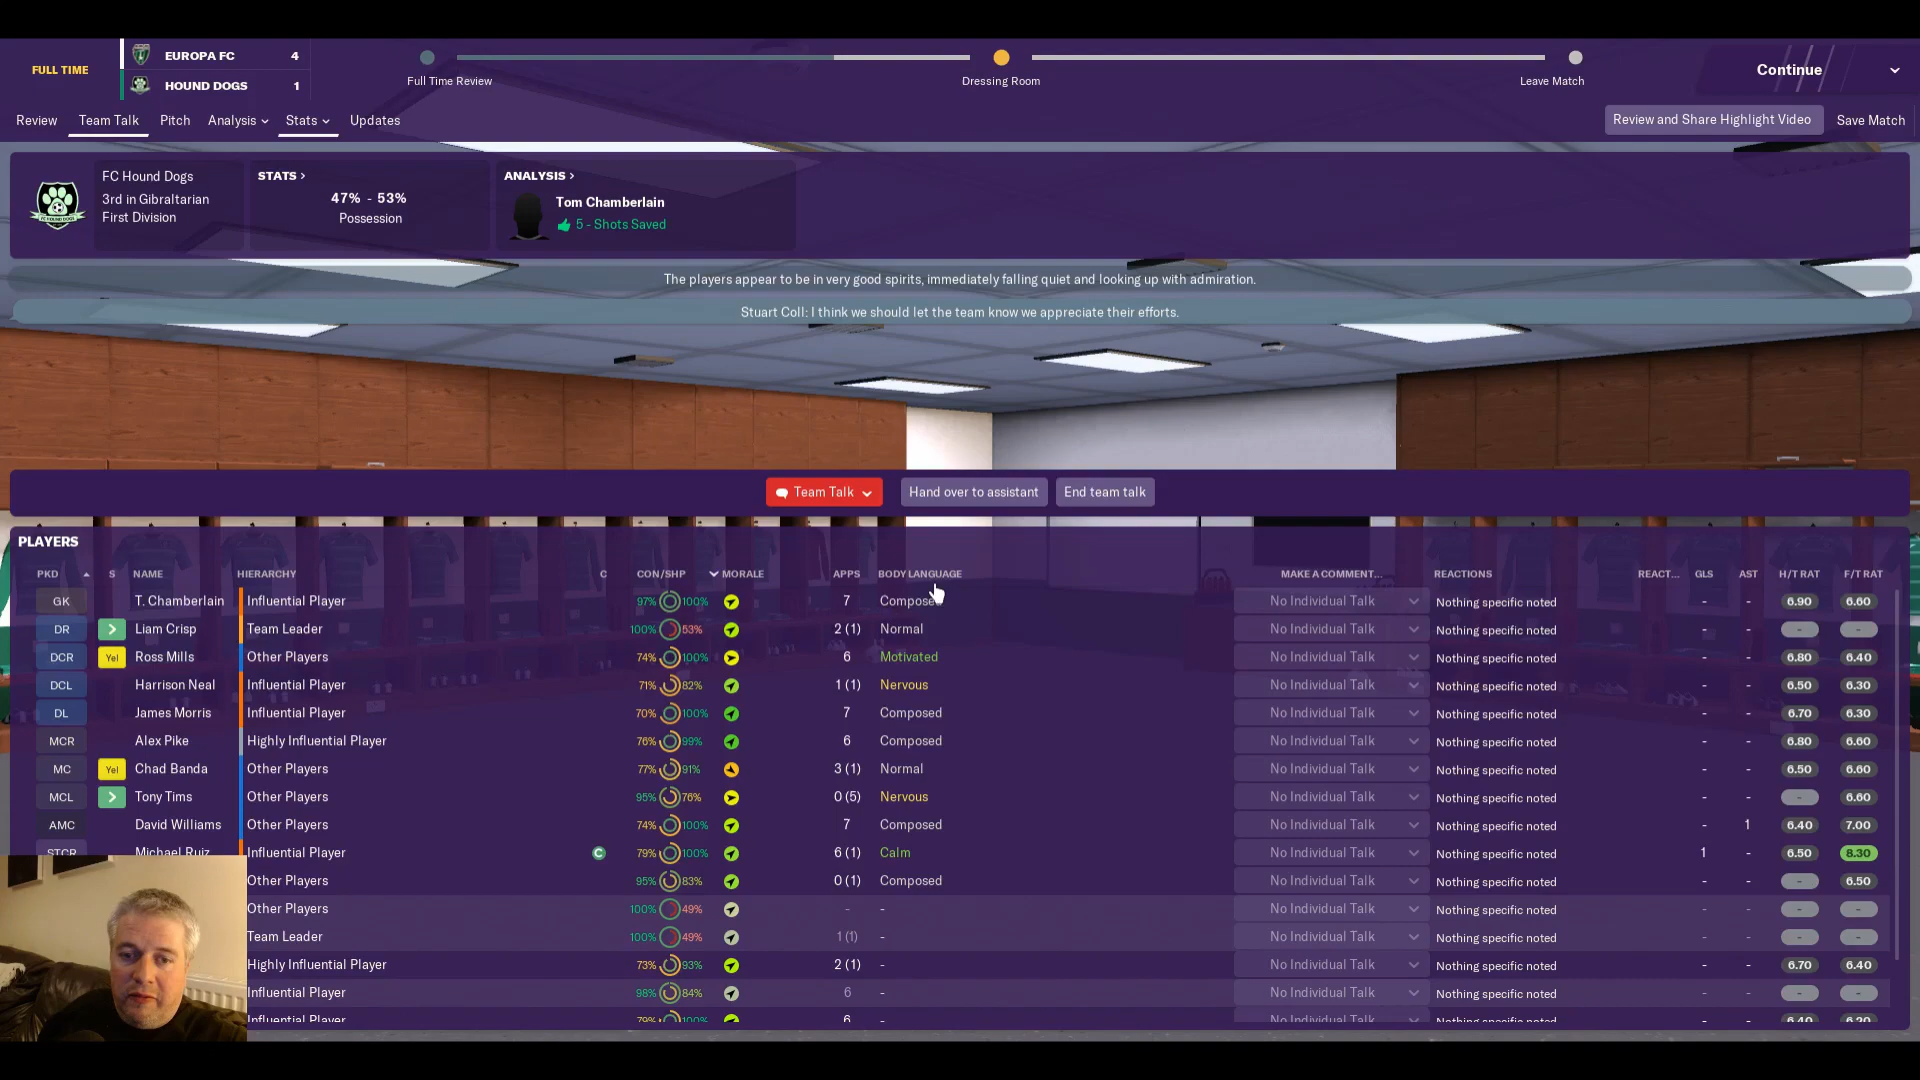 FULL TIME
EUROPA FC 4
HOUND DOGS 1
Full Time Review
Dressing Room
Leave Match
Continue
Review Team Talk Pitch Analysis Stats Updates
Review and Share Highlight Video Save Match
FC Hound Dogs
3rd in Gibraltarian
First Division
STATS >
47% - 53%
Possession
ANALYSIS >
Tom Chamberlain
5 - Shots Saved
The players appear to be in very good spirits, immediately falling quiet and looking up with admiration.
Stuart Coll: I think we should let the team know we appreciate their efforts.
Team Talk Hand over to assistant End team talk
PLAYERS
PKD S NAME HIERARCHY C CON/SHP MORALE APPS BODY LANGUAGE MAKE A COMMENT... REACTIONS REACT... GLS AST H/T RAT F/T RAT
GK T. Chamberlain Influential Player 97% 100% 7 Composed No Individual Talk Nothing specific noted - - 6.90 6.60
DR Liam Crisp Team Leader 100% 53% 2 (1) Normal No Individual Talk Nothing specific noted - - - -
DCR Yel Ross Mills Other Players 74% 100% 6 Motivated No Individual Talk Nothing specific noted - - 6.80 6.40
DCL Harrison Neal Influential Player 71% 82% 1 (1) Nervous No Individual Talk Nothing specific noted - - 6.50 6.30
DL James Morris Influential Player 70% 100% 7 Composed No Individual Talk Nothing specific noted - - 6.70 6.30
MCR Alex Pike Highly Influential Player 76% 99% 6 Composed No Individual Talk Nothing specific noted - - 6.80 6.60
MC Yel Chad Banda Other Players 77% 91% 3 (1) Normal No Individual Talk Nothing specific noted - - 6.50 6.60
MCL Tony Tims Other Players 95% 76% 0 (5) Nervous No Individual Talk Nothing specific noted - - - 6.60
AMC David Williams Other Players 74% 100% 7 Composed No Individual Talk Nothing specific noted - 1 6.40 7.00
STCR Michael Ruiz Influential Player C 79% 100% 6 (1) Calm No Individual Talk Nothing specific noted 1 - 6.50 8.30
Other Players 95% 83% 0 (1) Composed No Individual Talk Nothing specific noted - - - 6.50
Other Players 100% 49% - - No Individual Talk Nothing specific noted - - - -
Team Leader 100% 49% 1 (1) - No Individual Talk Nothing specific noted - - - -
Highly Influential Player 73% 93% 2 (1) - No Individual Talk Nothing specific noted - - 6.70 6.40
Influential Player 98% 84% 6 - No Individual Talk Nothing specific noted - - - -
Influential Player 79% 100% 6 - No Individual Talk Nothing specific noted - - 6.40 6.20